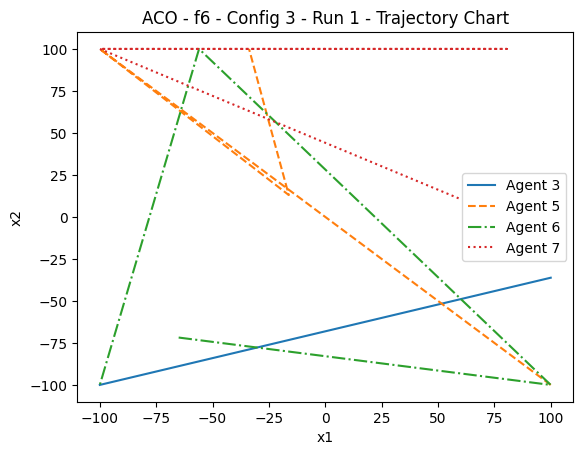 ACO - f6 - Config 3 - Run 1 - Trajectory Chart
x2
100
75
50
25
0
−25
−50
−75
−100
Agent 3
Agent 5
Agent 6
Agent 7
−100
−75
−50
−25
0
25
50
75
100
x1